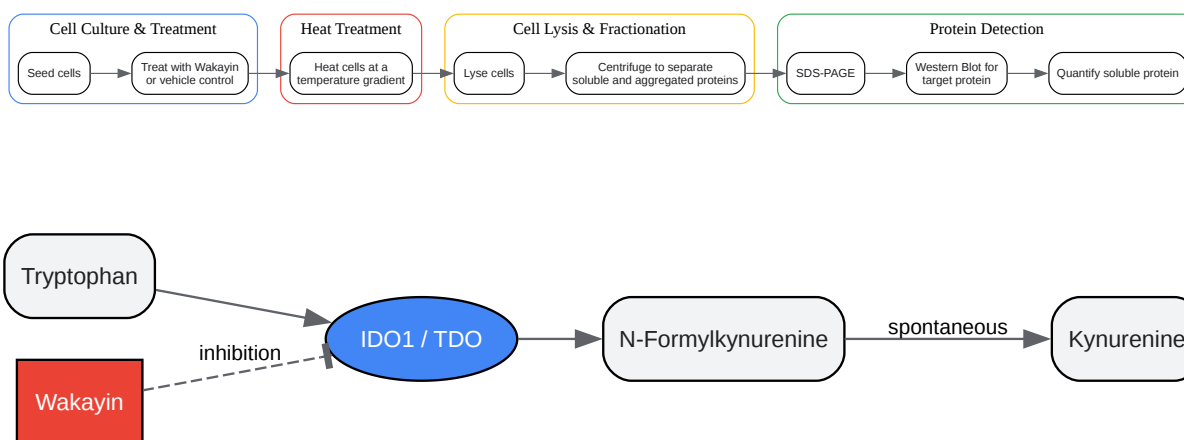 Cell Culture & Treatment
Heat Treatment
Cell Lysis & Fractionation
Protein Detection
Seed cells
Treat with Wakayin
or vehicle control
Heat cells at a
temperature gradient
Lyse cells
Centrifuge to separate
soluble and aggregated proteins
SDS-PAGE
Western Blot for
target protein
Quantify soluble protein
Tryptophan
inhibition
Wakayin
IDO1 / TDO
N-Formylkynurenine
spontaneous
Kynurenine